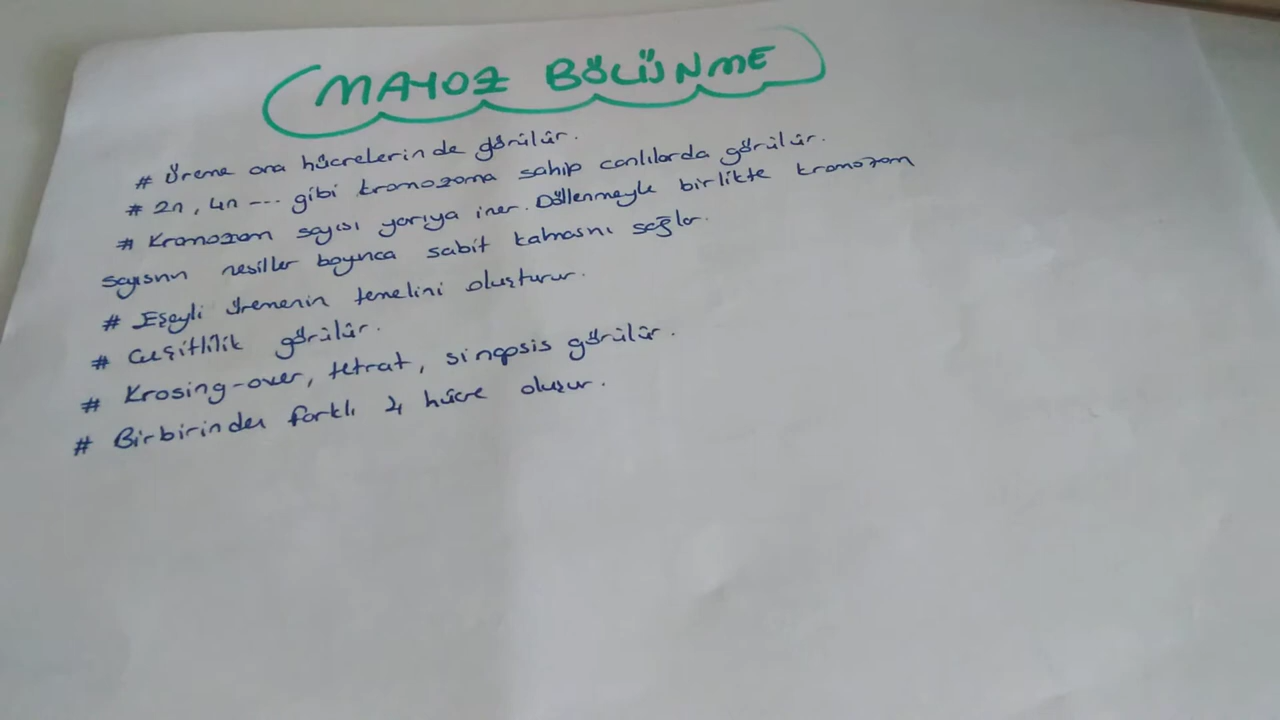 MAYOZ BÖLÜNME
# Üreme ana hücrelerinde görülür.
# 2n, 4n --- gibi kromozoma sahip canlılarda görülür.
# Kromozom sayısı yarıya iner. Döllenmeyle birlikte kromozom
sayısnın nesiller boyunca sabit kalmasnı sağlar.
# Eşeyli üremenin temelini oluşturur.
# Çeşitlilik görülür.
# Krosing-over, tetrat, sinapsis görülür.
# Birbirinden farklı 4 hücre oluşur.